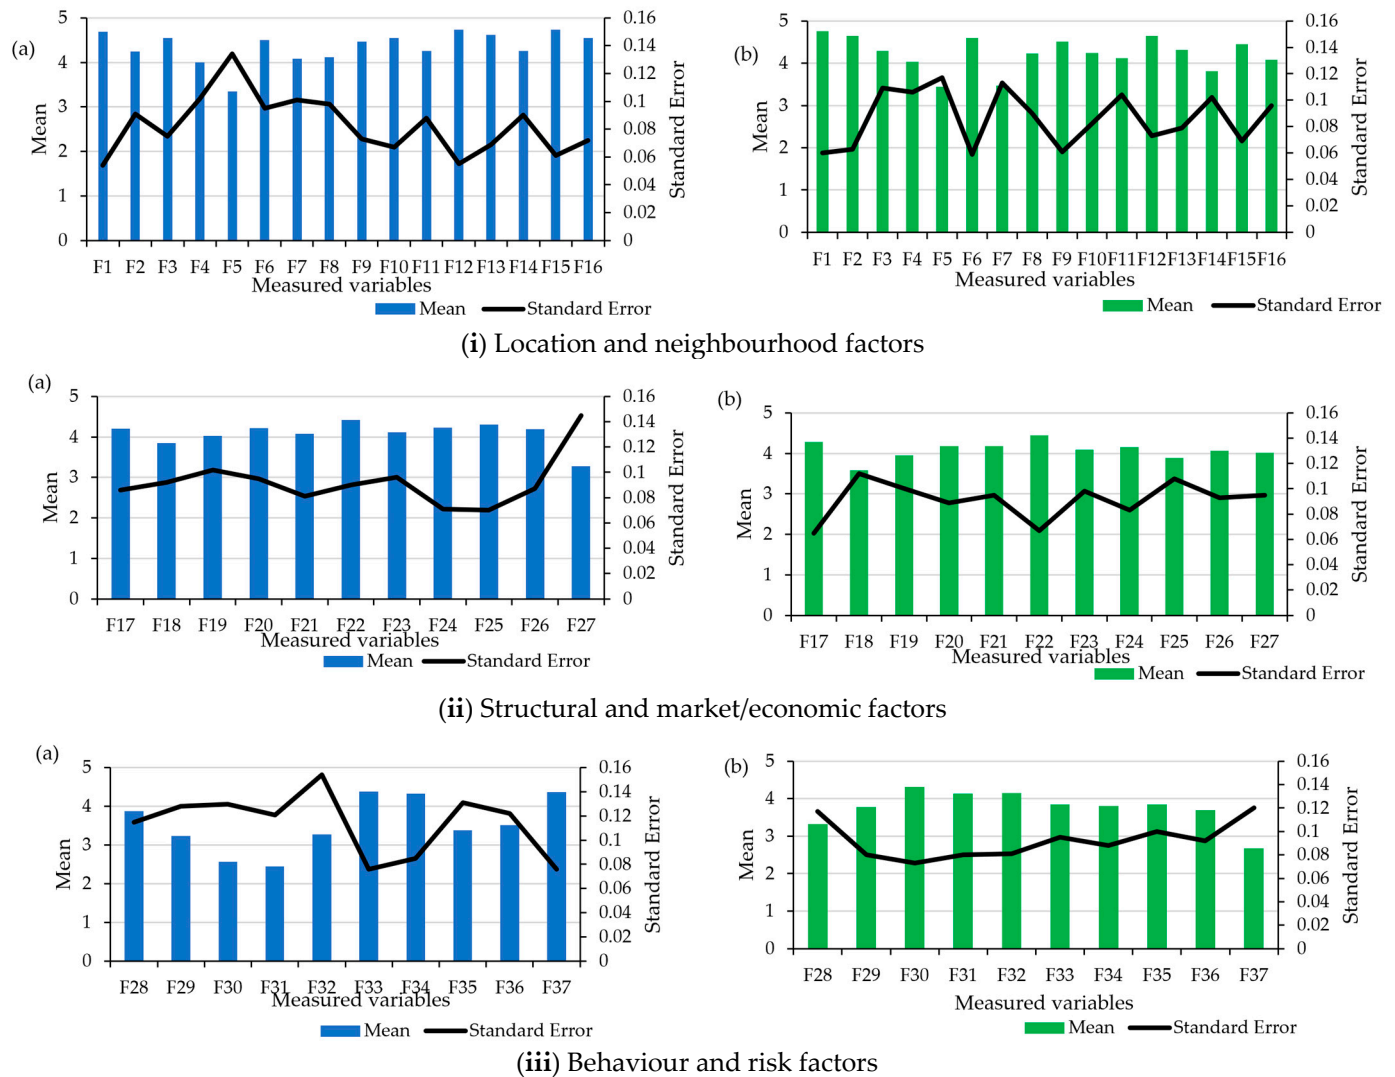 (a)
5
4
3
2
1
0
Mean
0.16
0.14
0.12
0.1
0.08
0.06
0.04
0.02
0
Standard Error
F1 F2 F3 F4 F5 F6 F7 F8 F9 F10 F11 F12 F13 F14 F15 F16
Measured variables
Mean Standard Error
(b)
5
4
3
2
1
0
Mean
0.16
0.14
0.12
0.1
0.08
0.06
0.04
0.02
0
Standard Error
F1 F2 F3 F4 F5 F6 F7 F8 F9 F10 F11 F12 F13 F14 F15 F16
Measured variables
Mean Standard Error
(i) Location and neighbourhood factors
(a)
5
4
3
2
1
0
Mean
0.16
0.14
0.12
0.1
0.08
0.06
0.04
0.02
0
Standard Error
F17 F18 F19 F20 F21 F22 F23 F24 F25 F26 F27
Measured variables
Mean Standard Error
(b)
5
4
3
2
1
0
Mean
0.16
0.14
0.12
0.1
0.08
0.06
0.04
0.02
0
Standard Error
F17 F18 F19 F20 F21 F22 F23 F24 F25 F26 F27
Measured variables
Mean Standard Error
(ii) Structural and market/economic factors
(a)
5
4
3
2
1
0
Mean
0.16
0.14
0.12
0.1
0.08
0.06
0.04
0.02
0
Standard Error
F28 F29 F30 F31 F32 F33 F34 F35 F36 F37
Measured variables
Mean Standard Error
(b)
5
4
3
2
1
0
Mean
0.16
0.14
0.12
0.1
0.08
0.06
0.04
0.02
0
Standard Error
F28 F29 F30 F31 F32 F33 F34 F35 F36 F37
Measured variables
Mean Standard Error
(iii) Behaviour and risk factors